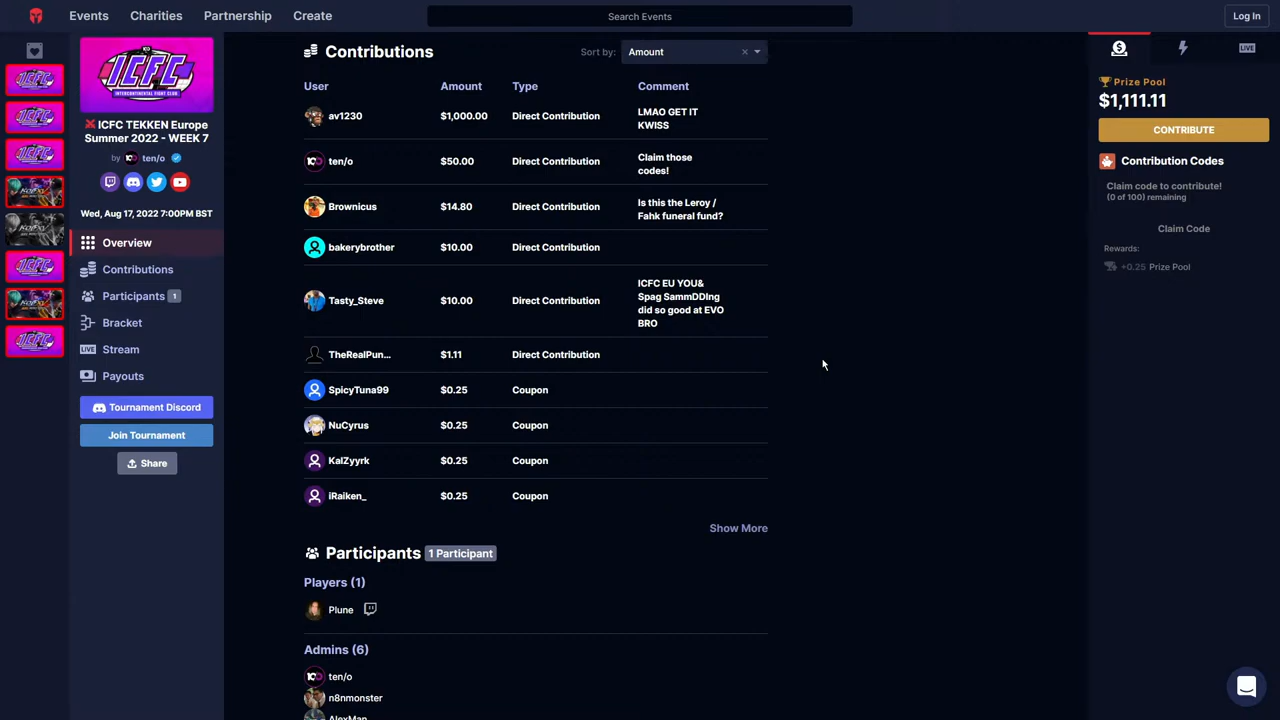 Events
Charities
Partnership
Create
Search Events
Log In
ICFC
INTERCONTINENTAL FIGHT CLUB
ICFC TEKKEN Europe
Summer 2022 - WEEK 7
by ten/o
Wed, Aug 17, 2022 7:00PM BST
Overview
Contributions
Participants 1
Bracket
LIVE Stream
Payouts
Tournament Discord
Join Tournament
Share
Contributions
Sort by: Amount
User Amount Type Comment
av1230 $1,000.00 Direct Contribution LMAO GET IT
KWISS
ten/o $50.00 Direct Contribution Claim those
codes!
Brownicus $14.80 Direct Contribution Is this the Leroy /
Fahk funeral fund?
bakerybrother $10.00 Direct Contribution
Tasty_Steve $10.00 Direct Contribution ICFC EU YOU&
Spag SammDDIng
did so good at EVO
BRO
TheRealPun... $1.11 Direct Contribution
SpicyTuna99 $0.25 Coupon
NuCyrus $0.25 Coupon
KalZyyrk $0.25 Coupon
iRaiken_ $0.25 Coupon
Show More
Participants 1 Participant
Players (1)
Plune
Admins (6)
ten/o
n8nmonster
AlexMan
LIVE
Prize Pool
$1,111.11
CONTRIBUTE
Contribution Codes
Claim code to contribute!
(0 of 100) remaining
Claim Code
Rewards:
+0.25 Prize Pool